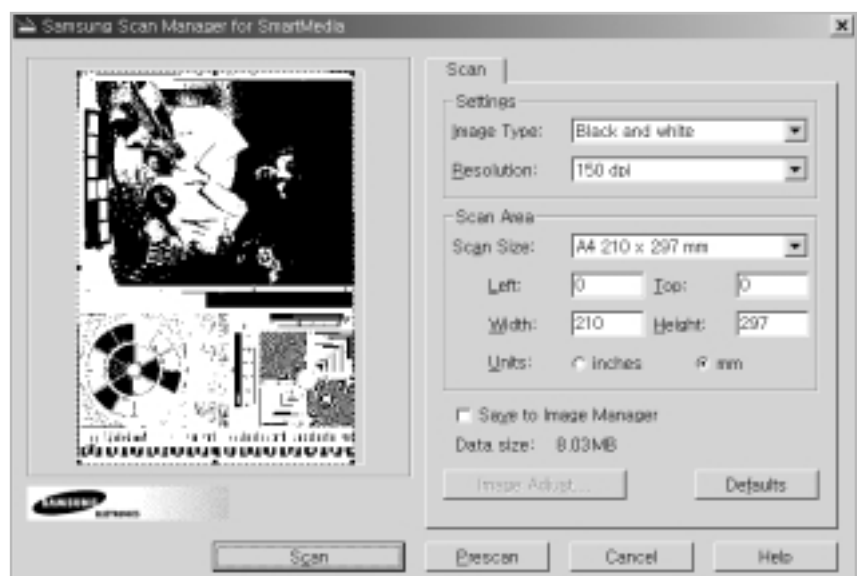 Samsung Scan Manager for SmartMedia
Scan
Settings
Image Type: Black and white
Resolution: 150 dpi
Scan Area
Scan Size: A4 210 x 297 mm
Left: 0 Top: 0
Width: 210 Height: 297
Units: inches mm
Save to Image Manager
Data size: 8.03MB
Image Adjust... Defaults
SAMSUNG
ELECTRONICS
Scan Prescan Cancel Help